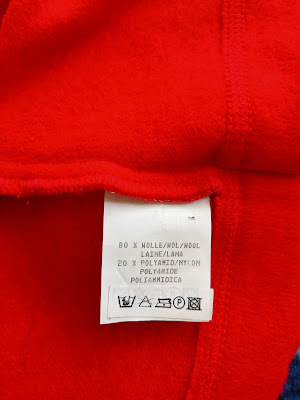 M
80 % WOLLE/WOL/WOOL
LAINE/LANA
20 % POLYAMID/NYLON
POLYAMIDE
POLIAMMIDICA
P